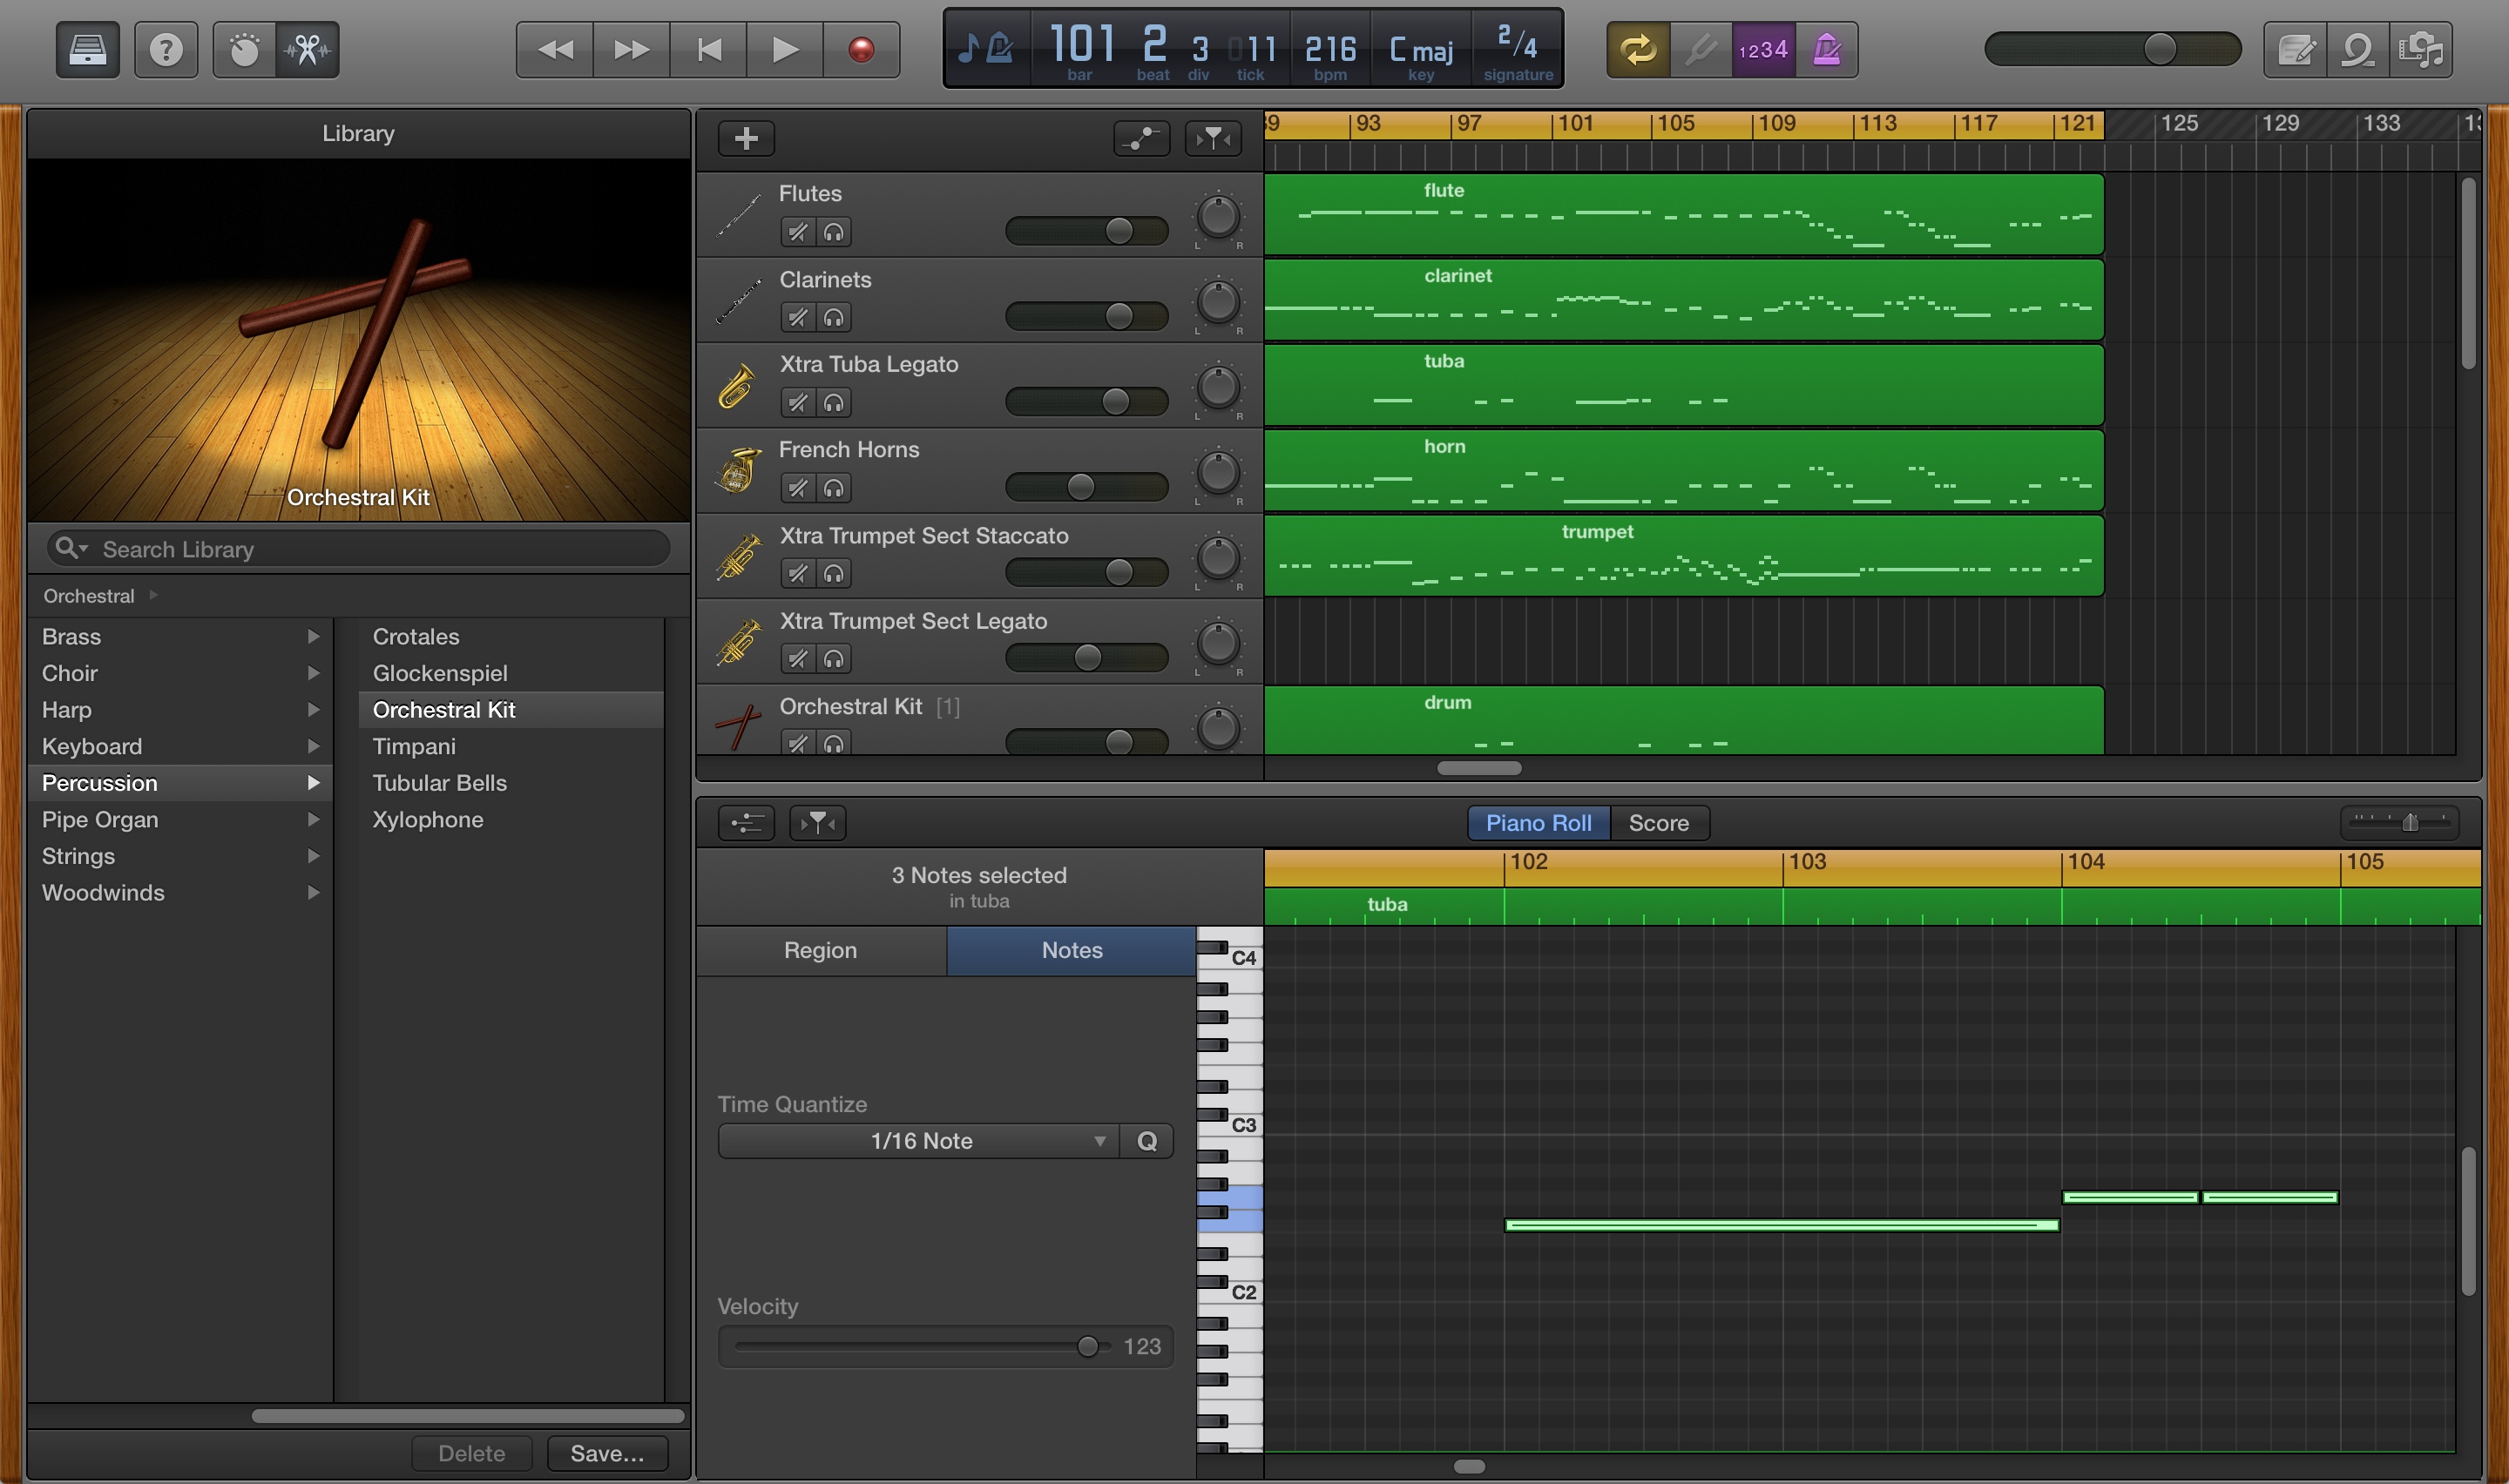 101 2 3 011 216 C maj 2/4
bar beat div tick bpm key signature
1234
Library
Orchestral Kit
Search Library
Orchestral
Brass
Choir
Harp
Keyboard
Percussion
Pipe Organ
Strings
Woodwinds
Crotales
Glockenspiel
Orchestral Kit
Timpani
Tubular Bells
Xylophone
Delete
Save...
93 97 101 105 109 113 117 121 125 129 133
Flutes
L R
flute
Clarinets
L R
clarinet
Xtra Tuba Legato
L R
tuba
French Horns
L R
horn
Xtra Trumpet Sect Staccato
L R
trumpet
Xtra Trumpet Sect Legato
L R
Orchestral Kit [1]
drum
Piano Roll
Score
3 Notes selected
in tuba
Region
Notes
Time Quantize
1/16 Note
Q
Velocity
123
102 103 104 105
tuba
C4
C3
C2